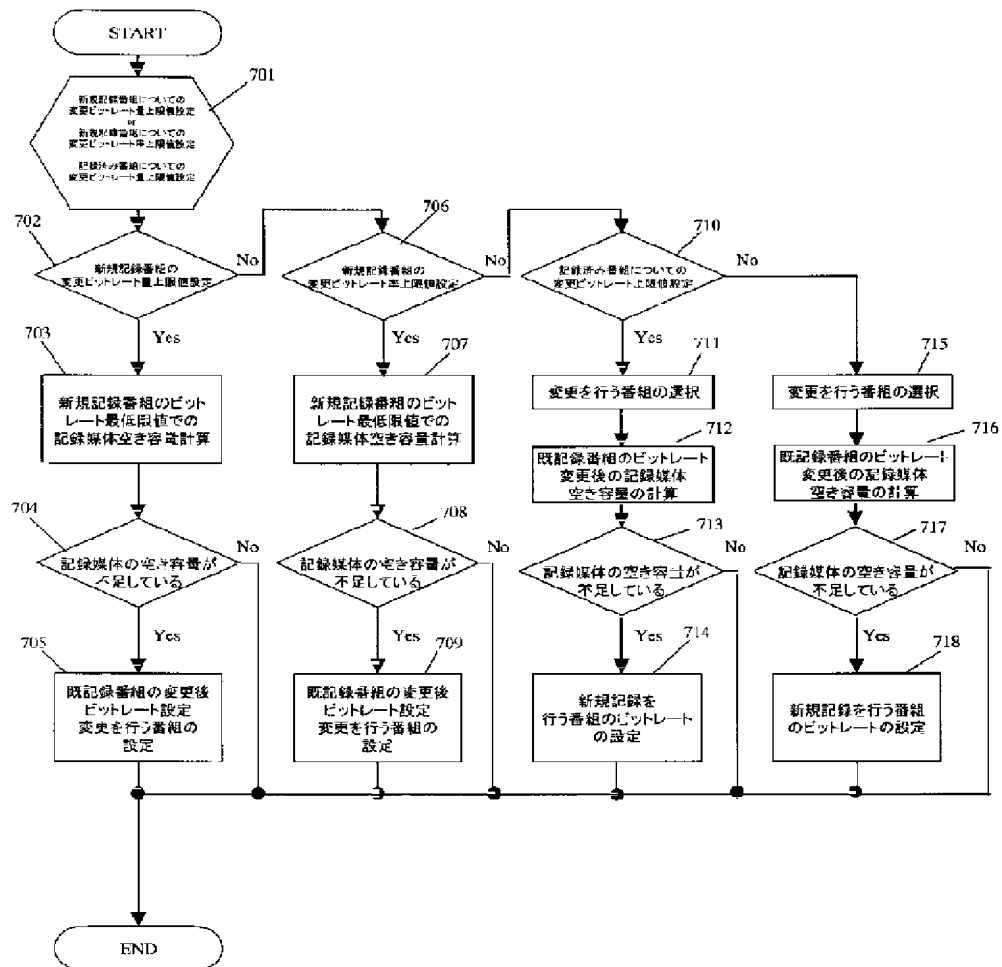 START
701
新規記録番組についての
変更ビットレート量上限値設定
or
新規記録番組についての
変更ビットレート率上限値設定
記録済み番組についての
変更ビットレート量上限値設定
702
新規記録番組の
変更ビットレート量上限値設定
No
Yes
706
新規記録番組の
変更ビットレート率上限値設定
No
Yes
710
記録済み番組についての
変更ビットレート上限値設定
No
Yes
703
新規記録番組のビット
レート最低限値での
記録媒体空き容量計算
707
新規記録番組のビット
レート最低限値での
記録媒体空き容量計算
711
変更を行う番組の選択
715
変更を行う番組の選択
712
既記録番組のビットレート
変更後の記録媒体
空き容量の計算
716
既記録番組のビットレート
変更後の記録媒体
空き容量の計算
704
記録媒体の空き容量が
不足している
No
Yes
708
記録媒体の空き容量が
不足している
No
Yes
713
記録媒体の空き容量が
不足している
No
Yes
717
記録媒体の空き容量が
不足している
No
Yes
705
既記録番組の変更後
ビットレート設定
変更を行う番組の
設定
709
既記録番組の変更後
ビットレート設定
変更を行う番組の
設定
714
新規記録を
行う番組のビットレート
の設定
718
新規記録を行う番組
のビットレートの設定
END